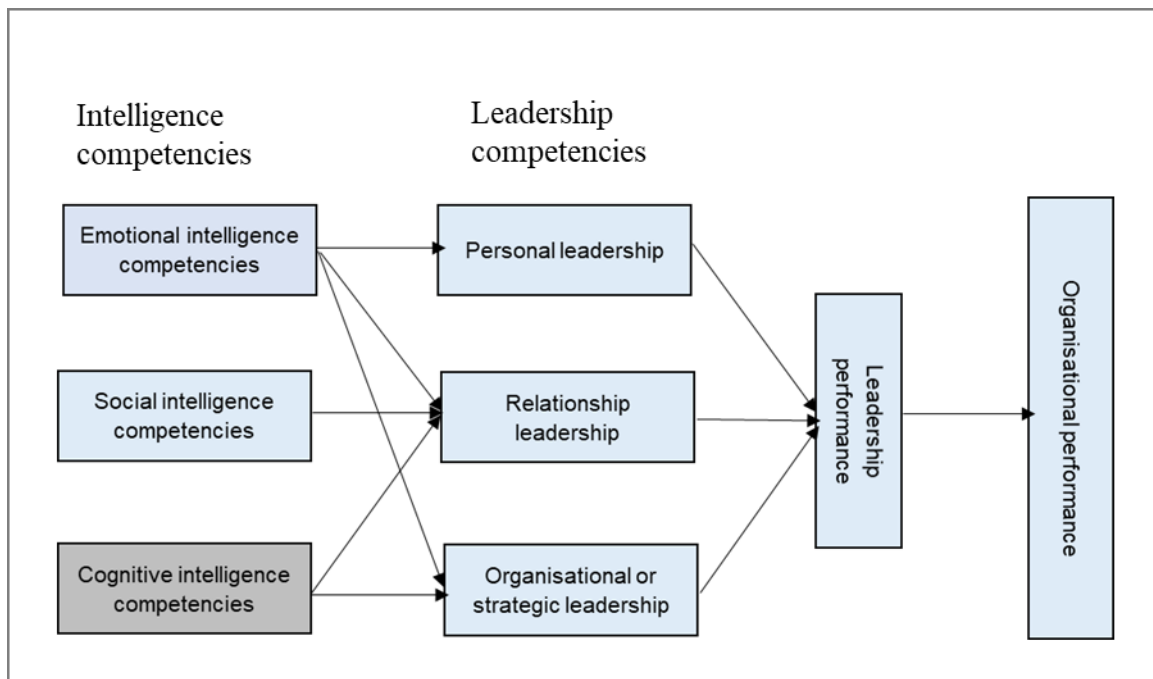 Intelligence
competencies
Leadership
competencies
Emotional intelligence
competencies
Personal leadership
Social intelligence
competencies
Relationship
leadership
Cognitive intelligence
competencies
Organisational or
strategic leadership
Leadership
performance
Organisational performance